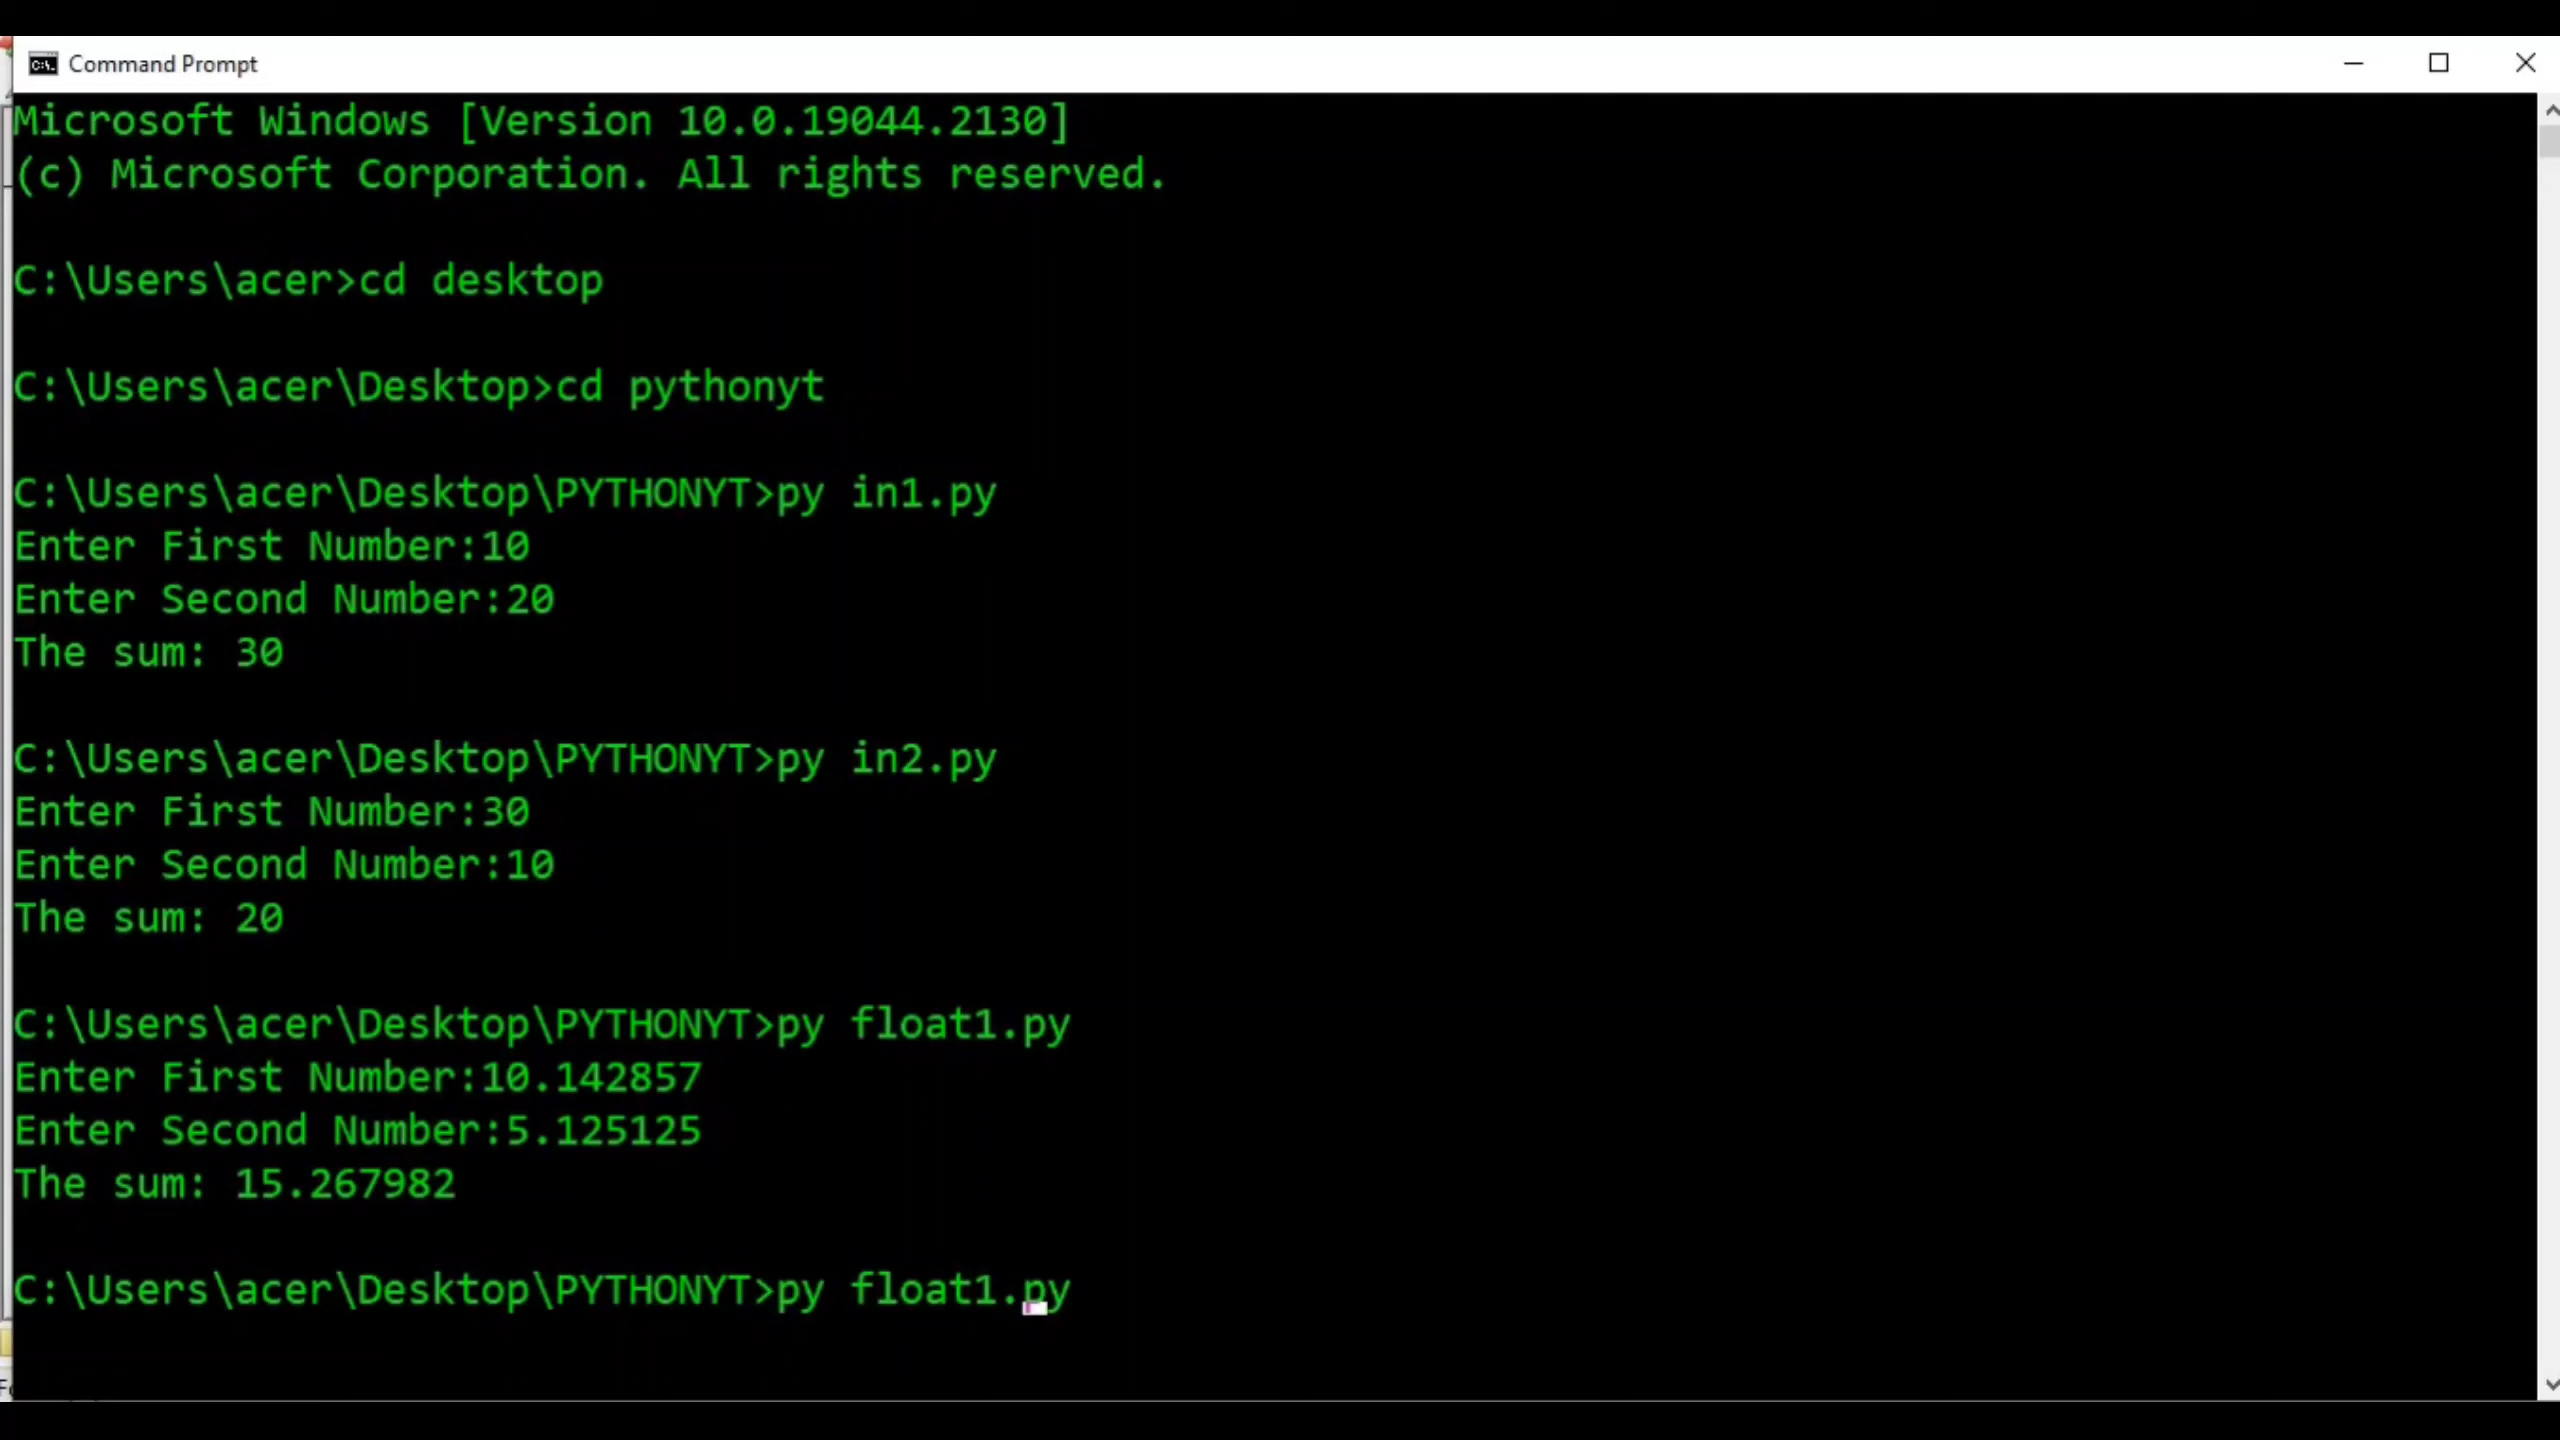 Command Prompt
Microsoft Windows [Version 10.0.19044.2130]
(c) Microsoft Corporation. All rights reserved.
C:\Users\acer>cd desktop
C:\Users\acer\Desktop>cd pythonyt
C:\Users\acer\Desktop\PYTHONYT>py in1.py
Enter First Number:10
Enter Second Number:20
The sum: 30
C:\Users\acer\Desktop\PYTHONYT>py in2.py
Enter First Number:30
Enter Second Number:10
The sum: 20
C:\Users\acer\Desktop\PYTHONYT>py float1.py
Enter First Number:10.142857
Enter Second Number:5.125125
The sum: 15.267982
C:\Users\acer\Desktop\PYTHONYT>py float1.py